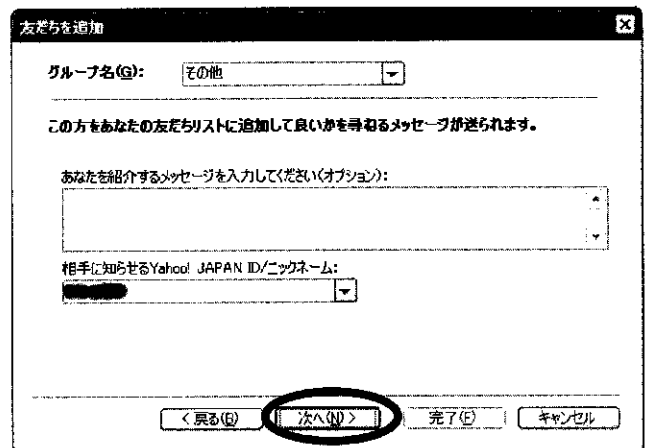 友だちを追加
グループ名(G): その他
この方をあなたの友だちリストに追加して良いかを尋ねるメッセージが送られます。
あなたを紹介するメッセージを入力してください(オプション):
相手に知らせるYahoo! JAPAN ID/ニックネーム:
< 戻る(B) 次へ(N) > 完了(F) キャンセル